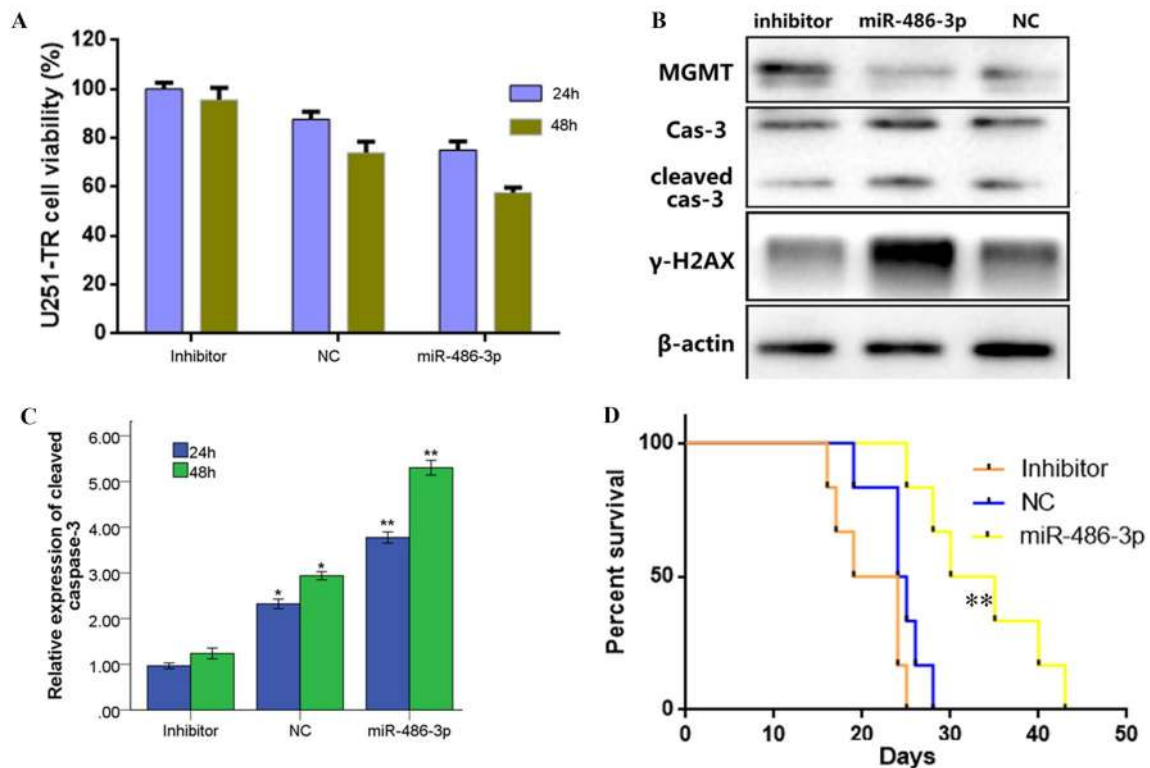 A
U251-TR cell viability (%)
120
100
80
60
40
20
0
24h
48h
Inhibitor NC miR-486-3p
B
inhibitor miR-486-3p NC
MGMT
Cas-3
cleaved
cas-3
γ-H2AX
β-actin
C
Relative expression of cleaved
caspase-3
6.00
5.00
4.00
3.00
2.00
1.00
.00
24h
48h
* * ** **
Inhibitor NC miR-486-3p
D
Percent survival
100
50
0
Inhibitor
NC
miR-486-3p
**
0 10 20 30 40 50
Days